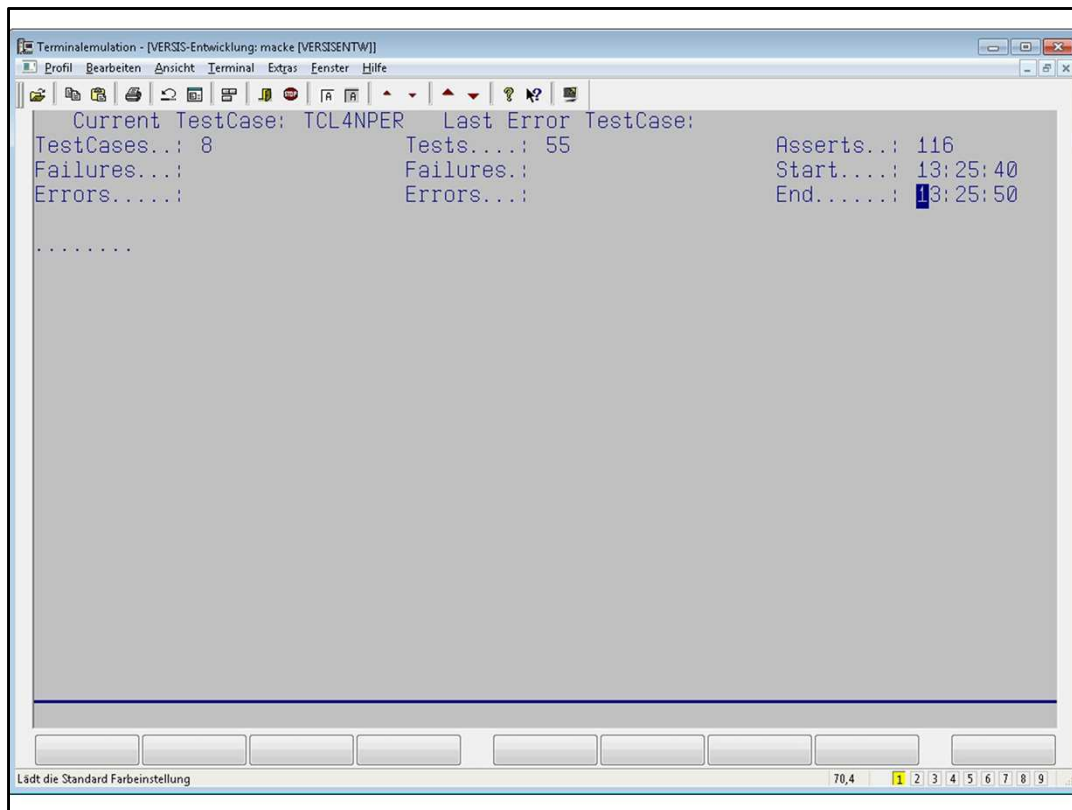 Terminalemulation - [VERSIS-Entwicklung: macke [VERSISENTW]]
Profil Bearbeiten Ansicht Terminal Extras Fenster Hilfe
Current TestCase: TCL4NPER Last Error TestCase:
TestCases..: 8 Tests....: 55 Asserts..: 116
Failures...: Failures.: Start....: 13:25:40
Errors.....: Errors...: End......: 13:25:50
........
Lädt die Standard Farbeinstellung 70,4 1 2 3 4 5 6 7 8 9